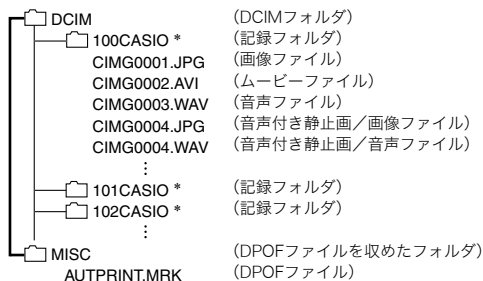 DCIM （DCIMフォルダ）
100CASIO * （記録フォルダ）
CIMG0001.JPG （画像ファイル）
CIMG0002.AVI （ムービーファイル）
CIMG0003.WAV （音声ファイル）
CIMG0004.JPG （音声付き静止画／画像ファイル）
CIMG0004.WAV （音声付き静止画／音声ファイル）
⋮
101CASIO * （記録フォルダ）
102CASIO * （記録フォルダ）
⋮
MISC （DPOFファイルを収めたフォルダ）
AUTPRINT.MRK （DPOFファイル）